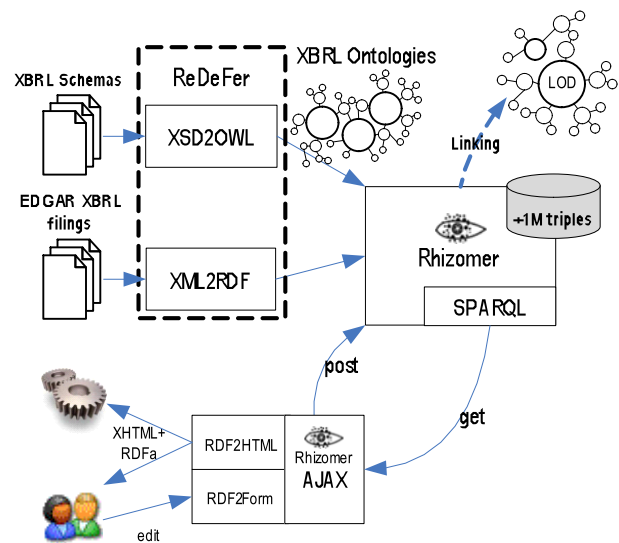 XBRL Schemas
ReDeFer
XBRL Ontologies
LOD
XSD2OWL
Linking
EDGAR XBRL
filings
+1M triples
Rhizomer
XML2RDF
SPARQL
post
get
XHTML+
RDFa
RDF2HTML
Rhizomer
AJAX
RDF2Form
edit